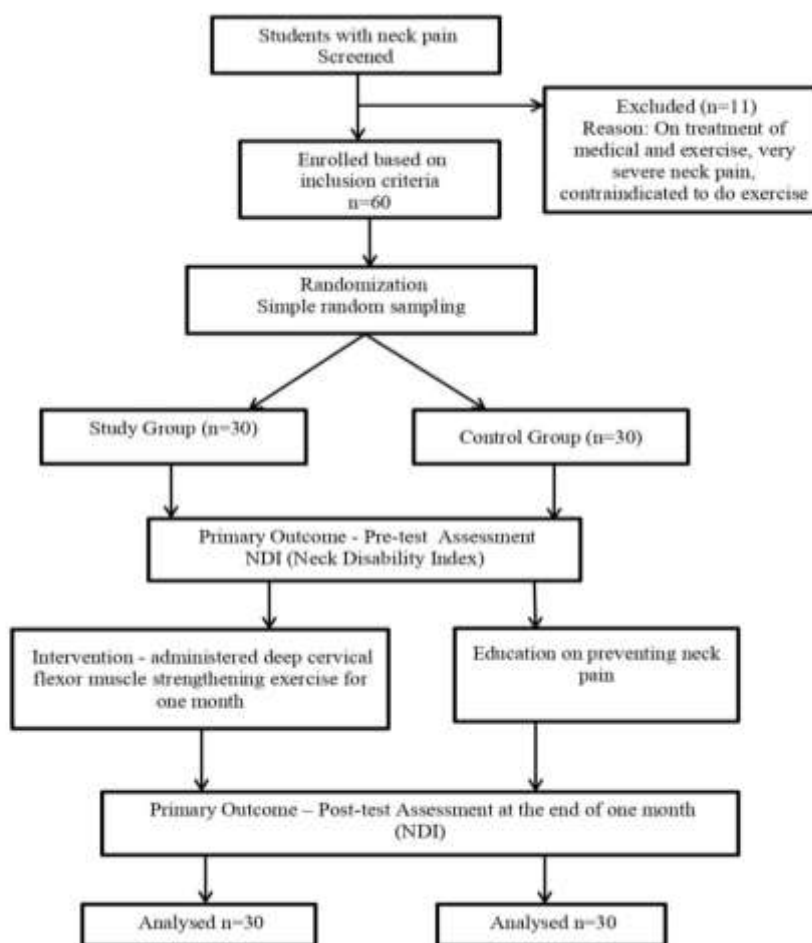 Students with neck pain
Screened
Excluded (n=11)
Reason: On treatment of
medical and exercise, very
severe neck pain,
contraindicated to do exercise
Enrolled based on
inclusion criteria
n=60
Randomization
Simple random sampling
Study Group (n=30)
Control Group (n=30)
Primary Outcome - Pre-test Assessment
NDI (Neck Disability Index)
Intervention - administered deep cervical
flexor muscle strengthening exercise for
one month
Education on preventing neck
pain
Primary Outcome – Post-test Assessment at the end of one month
(NDI)
Analysed n=30
Analysed n=30